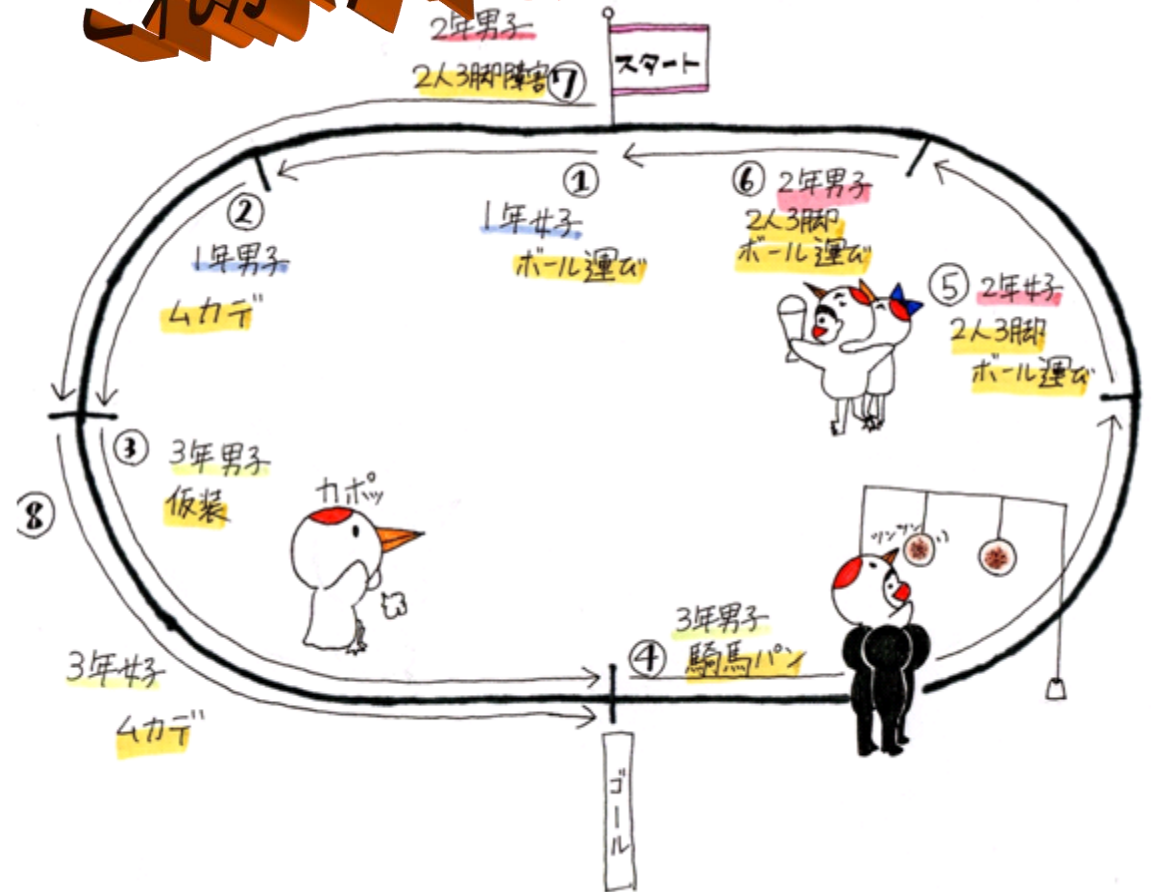 2年男子
2人3脚障害⑦
スタート
①
1年女子
ボール運び
②
1年男子
ムカデ
⑥ 2年男子
2人3脚
ボール運び
⑤ 2年女子
2人3脚
ボール運び
③ 3年男子
仮装
カポッ
ツンツン
④ 3年男子
騎馬パン
⑧
3年女子
ムカデ
ゴール